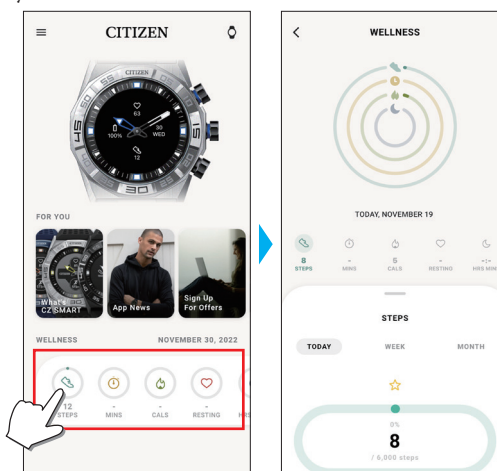 CITIZEN
CITIZEN
63
100%
30
WED
12
FOR YOU
What's
CZ SMART
App News
Sign Up
For Offers
WELLNESS
NOVEMBER 30, 2022
12
STEPS
-
MINS
-
CALS
-
RESTING
WELLNESS
TODAY, NOVEMBER 19
8
STEPS
-
MINS
5
CALS
-
RESTING
-:-
HRS MIN
STEPS
TODAY
WEEK
MONTH
0%
8
/ 6,000 steps